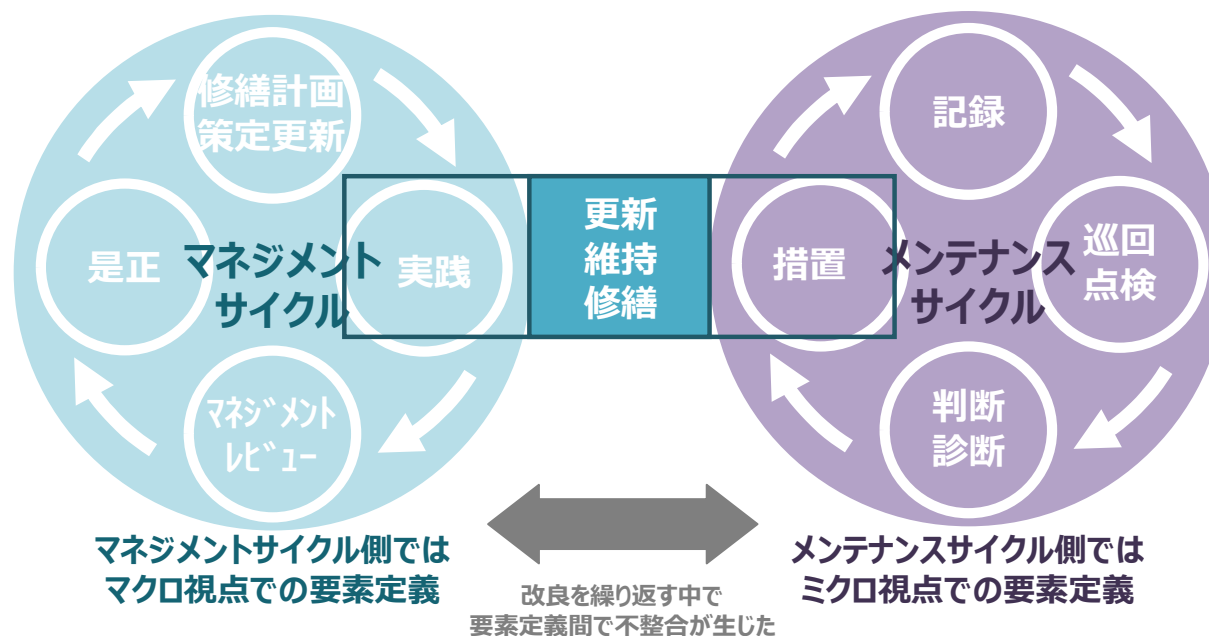 修繕計画
策定更新
是正
マネジメント
サイクル
実践
マネジメント
レビュー
更新
維持
修繕
記録
措置
メンテナンス
サイクル
巡回
点検
判断
診断
マネジメントサイクル側では
マクロ視点での要素定義
メンテナンスサイクル側では
ミクロ視点での要素定義
改良を繰り返す中で
要素定義間で不整合が生じた